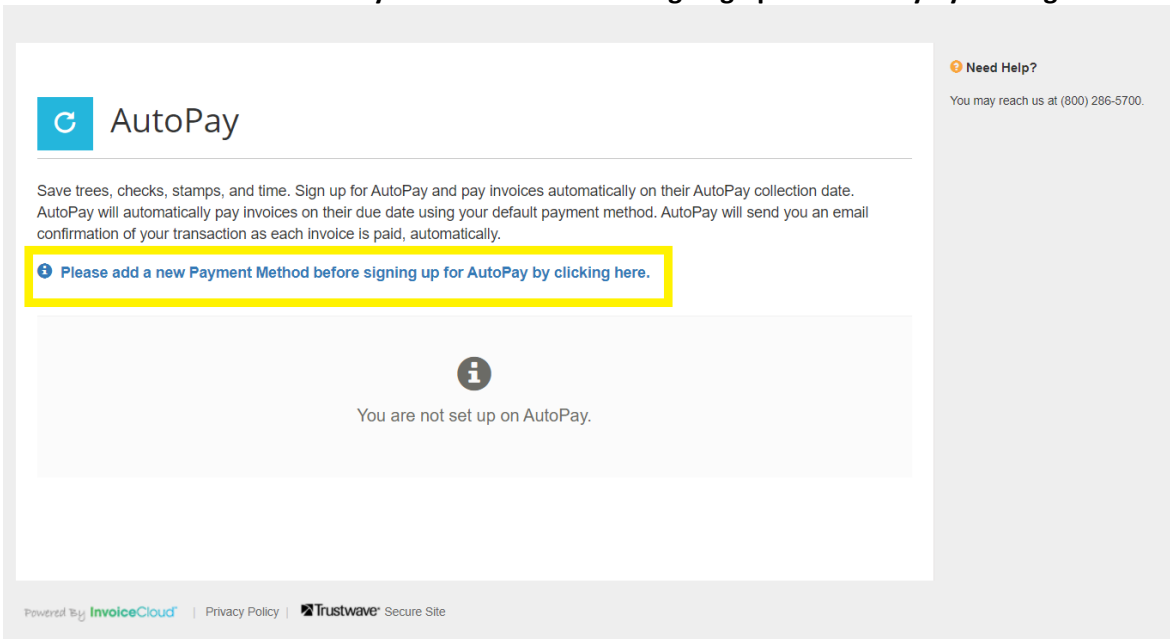 Need Help?
You may reach us at (800) 286-5700.
AutoPay
Save trees, checks, stamps, and time. Sign up for AutoPay and pay invoices automatically on their AutoPay collection date.
AutoPay will automatically pay invoices on their due date using your default payment method. AutoPay will send you an email
confirmation of your transaction as each invoice is paid, automatically.
Please add a new Payment Method before signing up for AutoPay by clicking here.
You are not set up on AutoPay.
Powered By InvoiceCloud | Privacy Policy | Trustwave Secure Site